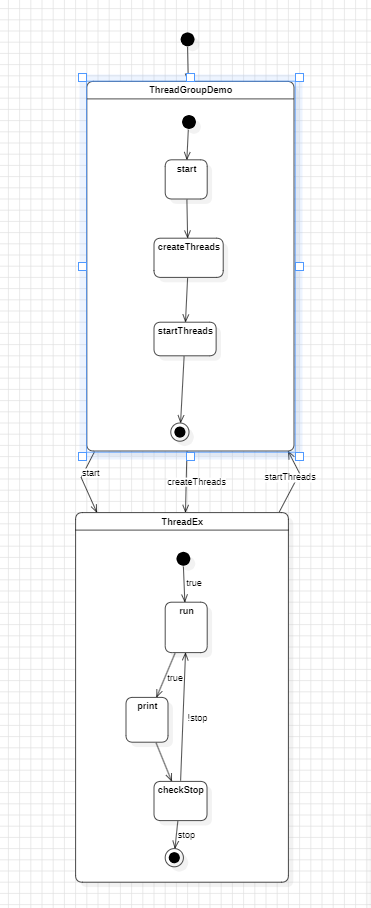 ThreadGroupDemo
start
createThreads
startThreads
start
startThreads
createThreads
ThreadEx
true
run
true
print
!stop
checkStop
stop